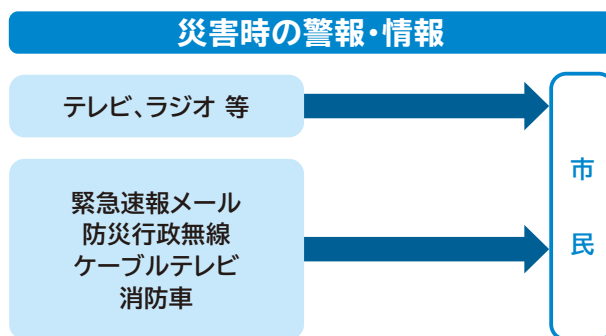 災害時の警報・情報
テレビ、ラジオ 等
緊急速報メール
防災行政無線
ケーブルテレビ
消防車
市民